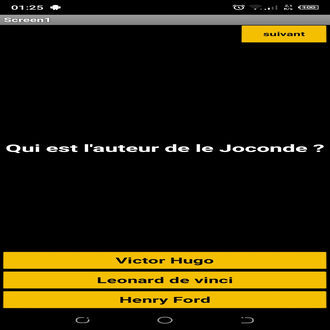 01:25
Screen1
suivant
Qui est l'auteur de le Joconde ?
Victor Hugo
Leonard de vinci
Henry Ford